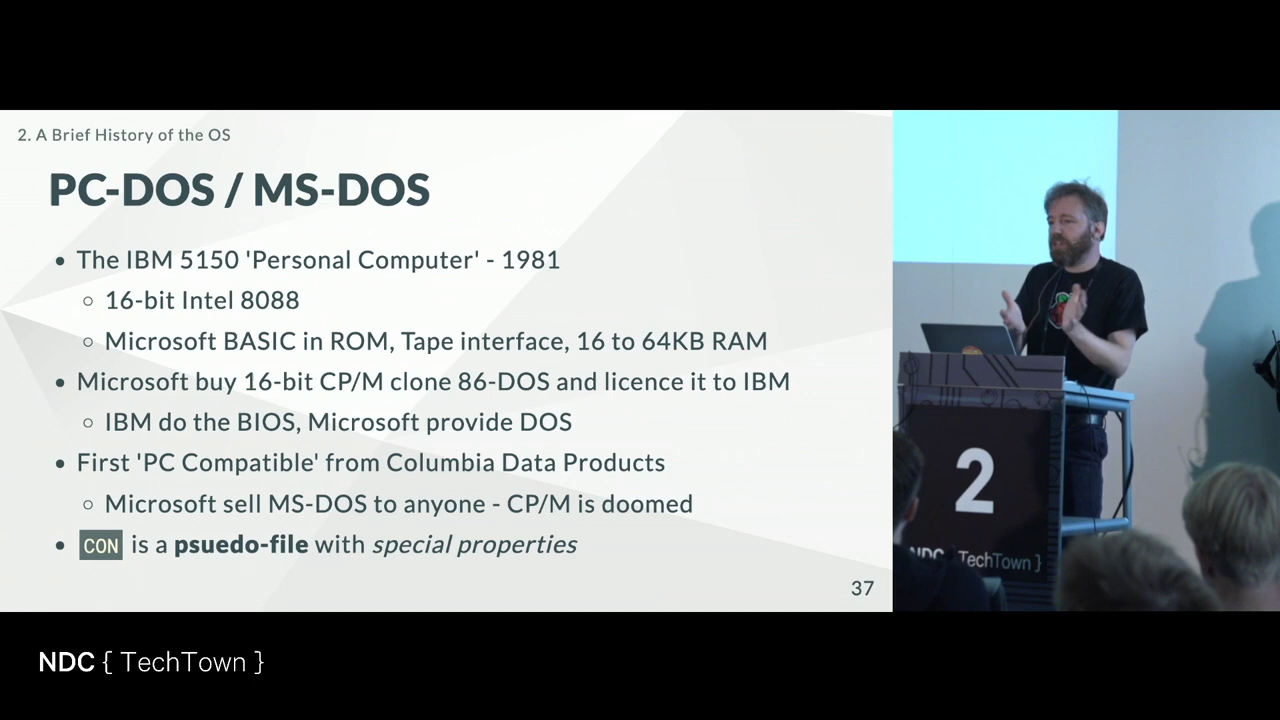 2. A Brief History of the OS
PC-DOS / MS-DOS
• The IBM 5150 'Personal Computer' - 1981
○ 16-bit Intel 8088
○ Microsoft BASIC in ROM, Tape interface, 16 to 64KB RAM
• Microsoft buy 16-bit CP/M clone 86-DOS and licence it to IBM
○ IBM do the BIOS, Microsoft provide DOS
• First 'PC Compatible' from Columbia Data Products
○ Microsoft sell MS-DOS to anyone - CP/M is doomed
• CON is a psuedo-file with special properties
37
2
NDC { TechTown }
NDC { TechTown }